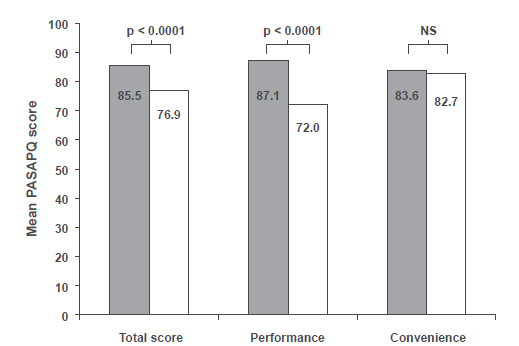 Mean PASAPQ score
100
90
80
70
60
50
40
30
20
10
0
p < 0.0001
p < 0.0001
NS
85.5
76.9
87.1
72.0
83.6
82.7
Total score
Performance
Convenience